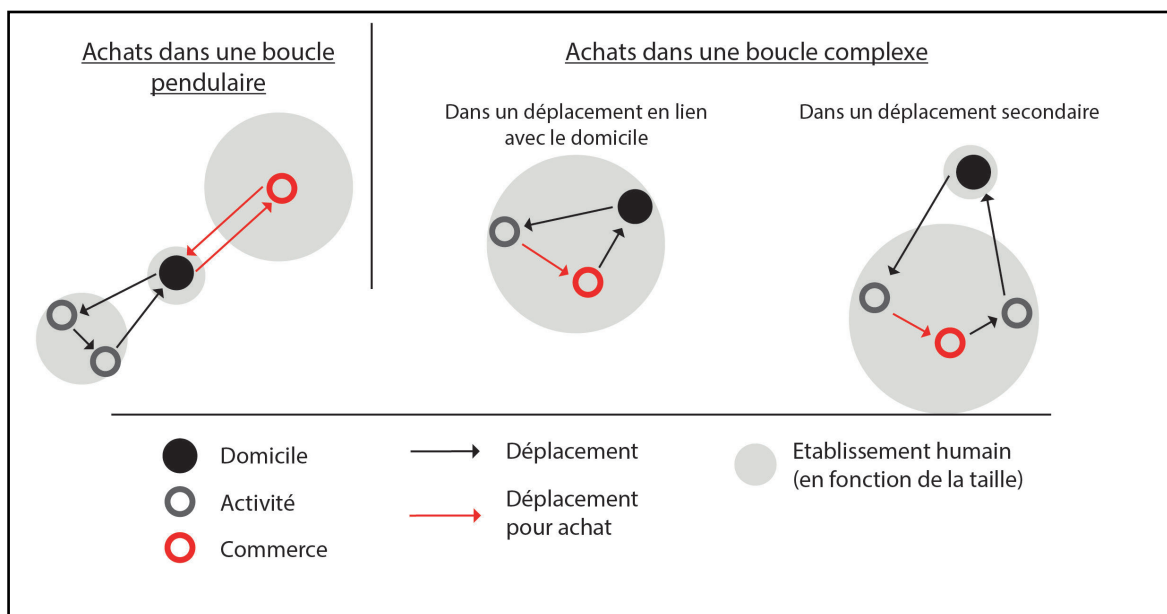 Achats dans une boucle
pendulaire
Achats dans une boucle complexe
Dans un déplacement en lien
avec le domicile
Dans un déplacement secondaire
Domicile
Activité
Commerce
Déplacement
Déplacement
pour achat
Etablissement humain
(en fonction de la taille)